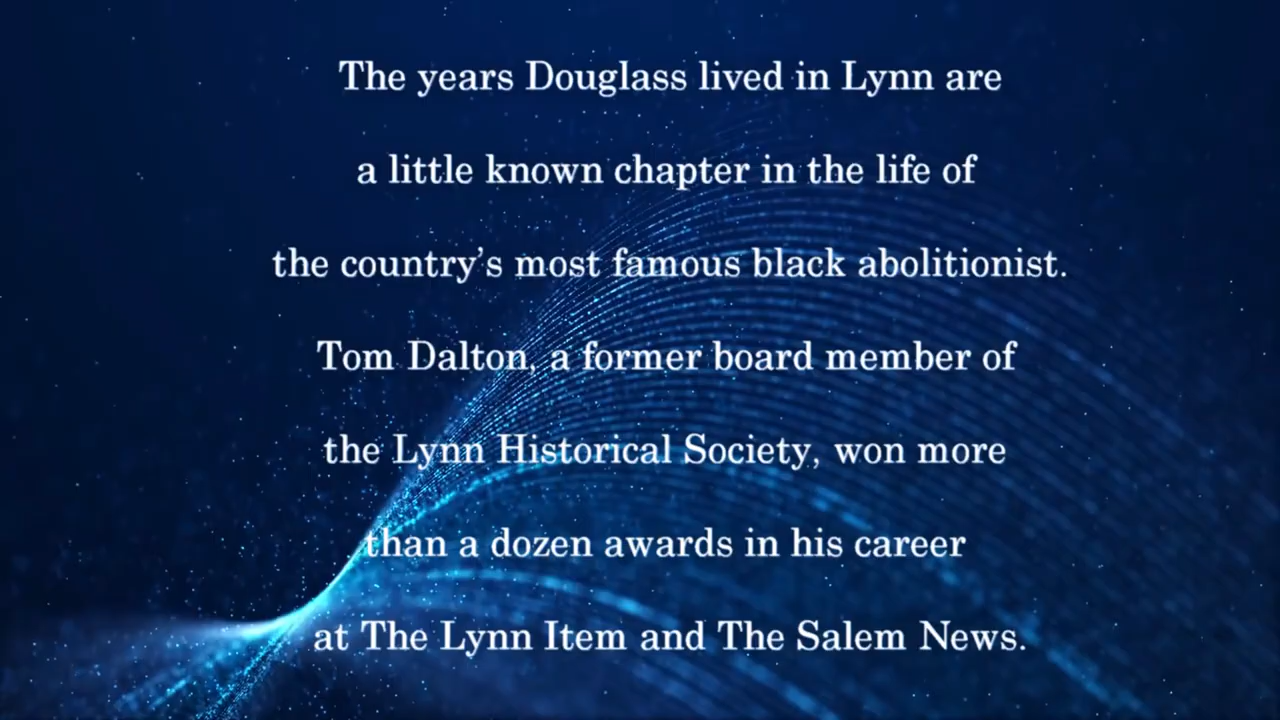 The years Douglass lived in Lynn are
a little known chapter in the life of
the country’s most famous black abolitionist.
Tom Dalton, a former board member of
the Lynn Historical Society, won more
than a dozen awards in his career
at The Lynn Item and The Salem News.